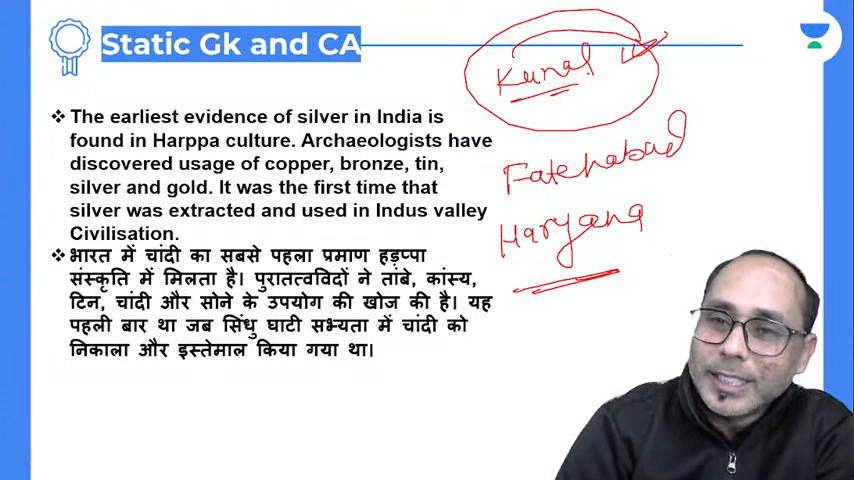 Static Gk and CA
❖ The earliest evidence of silver in India is
found in Harppa culture. Archaeologists have
discovered usage of copper, bronze, tin,
silver and gold. It was the first time that
silver was extracted and used in Indus valley
Civilisation.
❖ भारत में चांदी का सबसे पहला प्रमाण हड़प्पा
संस्कृति में मिलता है। पुरातत्वविदों ने तांबे, कांस्य,
टिन, चांदी और सोने के उपयोग की खोज की है। यह
पहली बार था जब सिंधु घाटी सभ्यता में चांदी को
निकाला और इस्तेमाल किया गया था।
Kunal
Fatehabad
Haryana